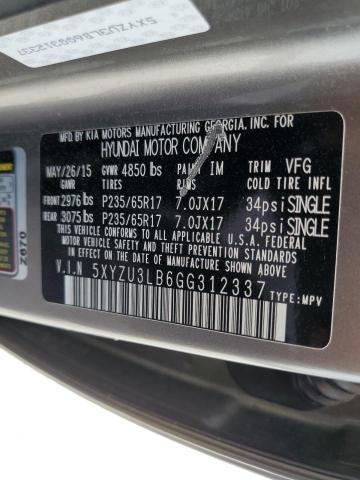 5XYZU3LB6GG312337
MFD. BY KIA MOTORS MANUFACTURING GEORGIA, INC. FOR
HYUNDAI MOTOR COMPANY
MAY/26/15 GVWR 4850 lbs PAINT IM TRIM VFG
GAWR TIRES RIMS COLD TIRE INFL
FRONT 2976 lbs P235/65R17 7.0JX17 34psi SINGLE
REAR 3075 lbs P235/65R17 7.0JX17 34psi SINGLE
THIS VEHICLE CONFORMS TO ALL APPLICABLE U.S.A. FEDERAL
MOTOR VEHICLE SAFETY AND THEFT PREVENTION STANDARDS
IN EFFECT ON THE DATE OF MANUFACTURE SHOWN ABOVE.
V.I.N 5XYZU3LB6GG312337
TYPE:MPV
Z670